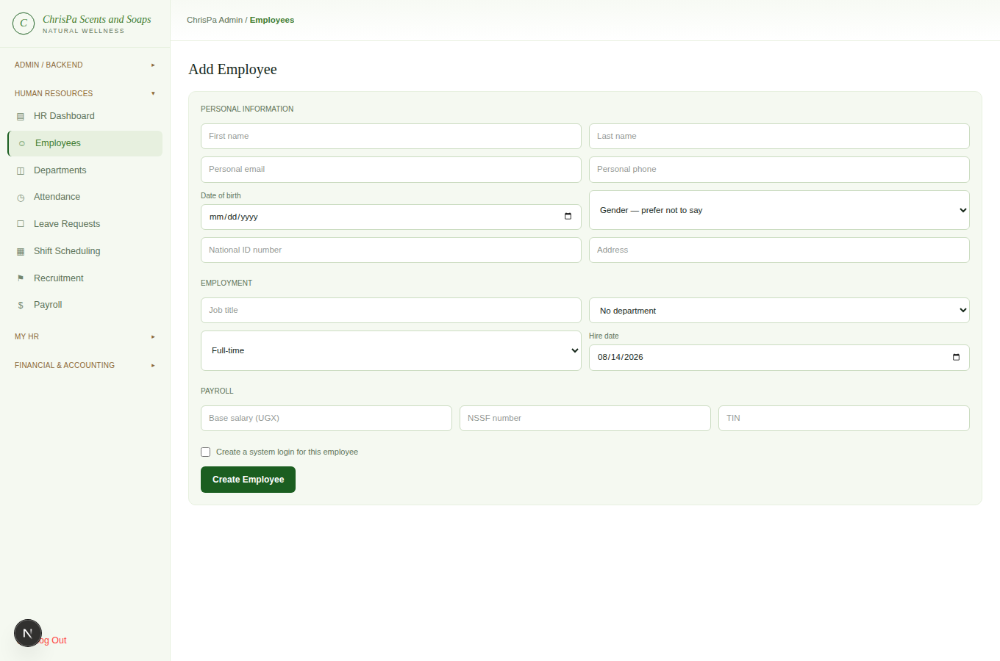 C
ChrisPa Scents and Soaps
NATURAL WELLNESS
ADMIN / BACKEND
HUMAN RESOURCES
HR Dashboard
Employees
Departments
Attendance
Leave Requests
Shift Scheduling
Recruitment
$ Payroll
MY HR
FINANCIAL & ACCOUNTING
N
og Out
ChrisPa Admin / Employees
Add Employee
PERSONAL INFORMATION
First name
Last name
Personal email
Personal phone
Date of birth
mm/dd/yyyy
Gender — prefer not to say
National ID number
Address
EMPLOYMENT
Job title
No department
Full-time
Hire date
08/14/2026
PAYROLL
Base salary (UGX)
NSSF number
TIN
Create a system login for this employee
Create Employee